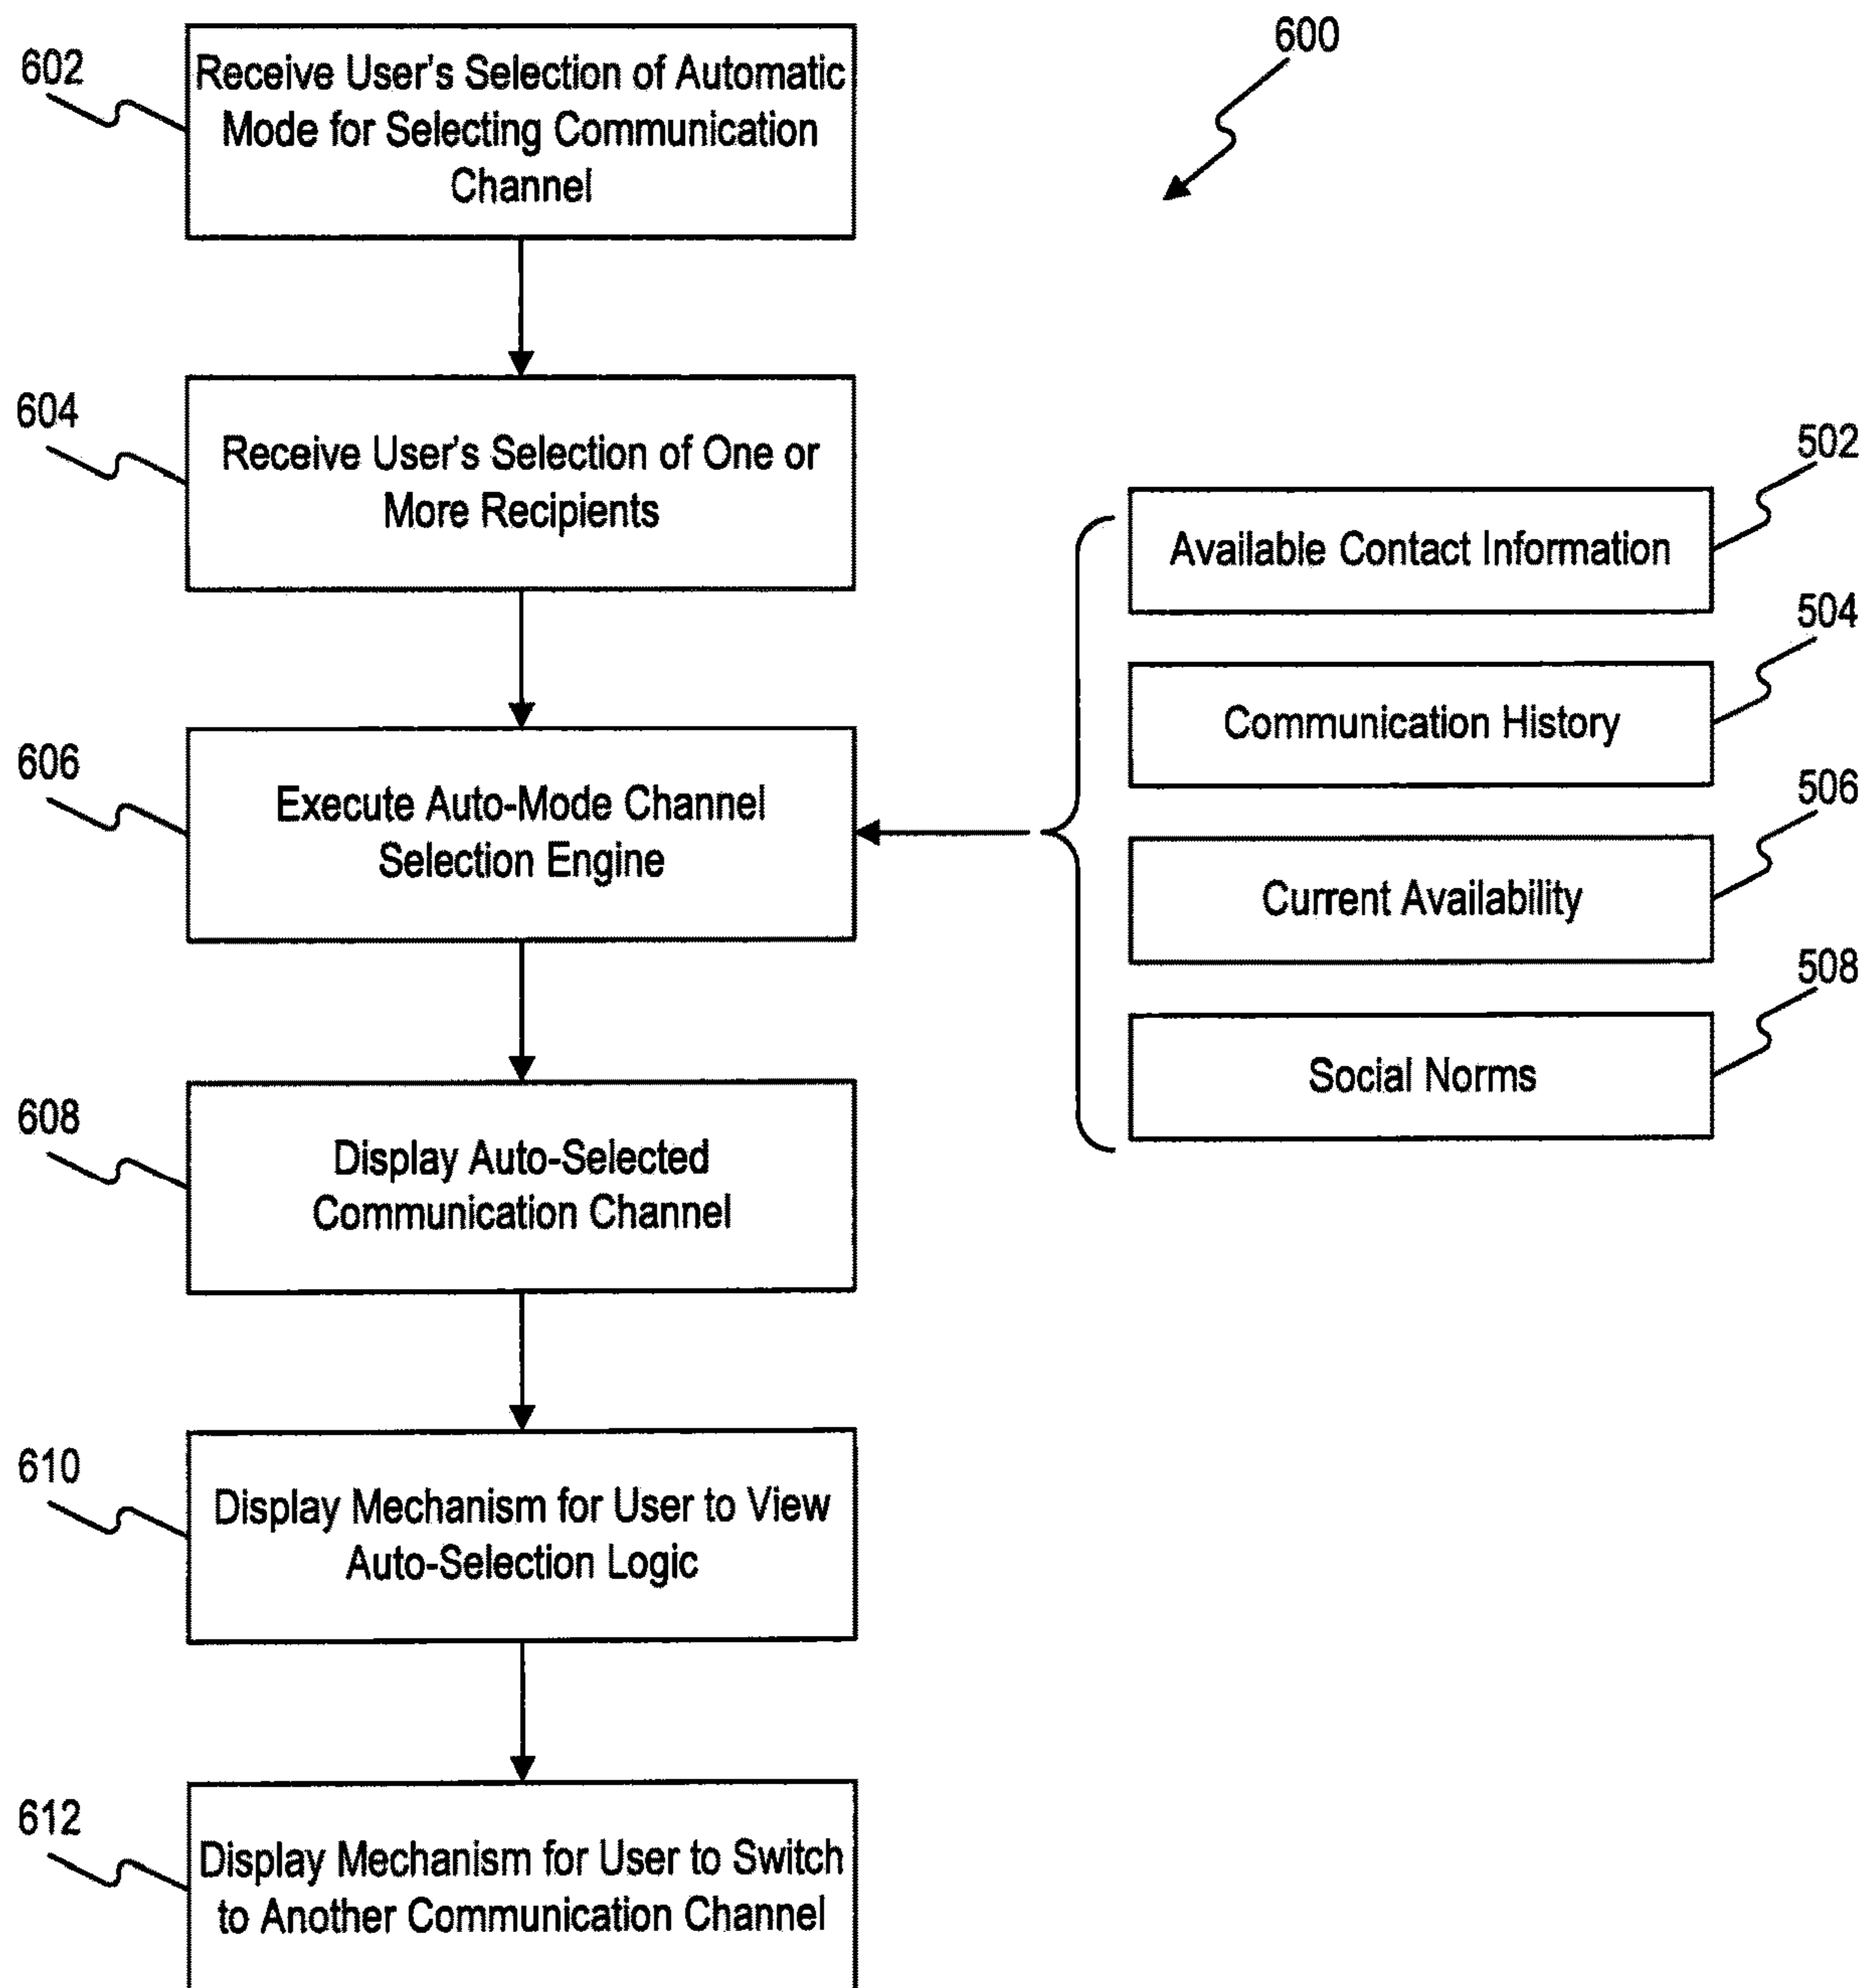 600
602
Receive User's Selection of Automatic
Mode for Selecting Communication
Channel
604
Receive User's Selection of One or
More Recipients
606
Execute Auto-Mode Channel
Selection Engine
502
Available Contact Information
504
Communication History
506
Current Availability
508
Social Norms
608
Display Auto-Selected
Communication Channel
610
Display Mechanism for User to View
Auto-Selection Logic
612
Display Mechanism for User to Switch
to Another Communication Channel